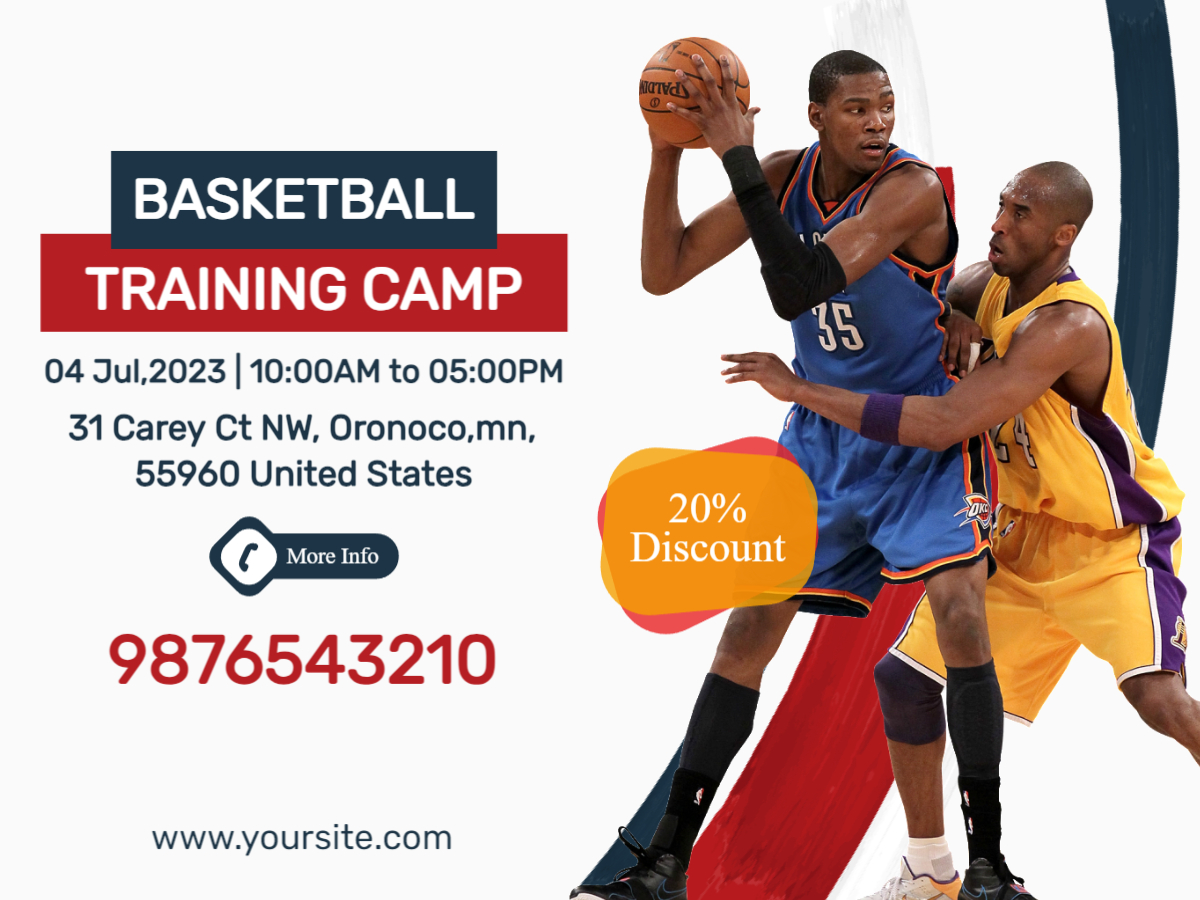 BASKETBALL
TRAINING CAMP
04 Jul,2023 | 10:00AM to 05:00PM
31 Carey Ct NW, Oronoco,mn,
55960 United States
More Info
9876543210
www.yoursite.com
20%
Discount
SPALDING
35
24
OKC